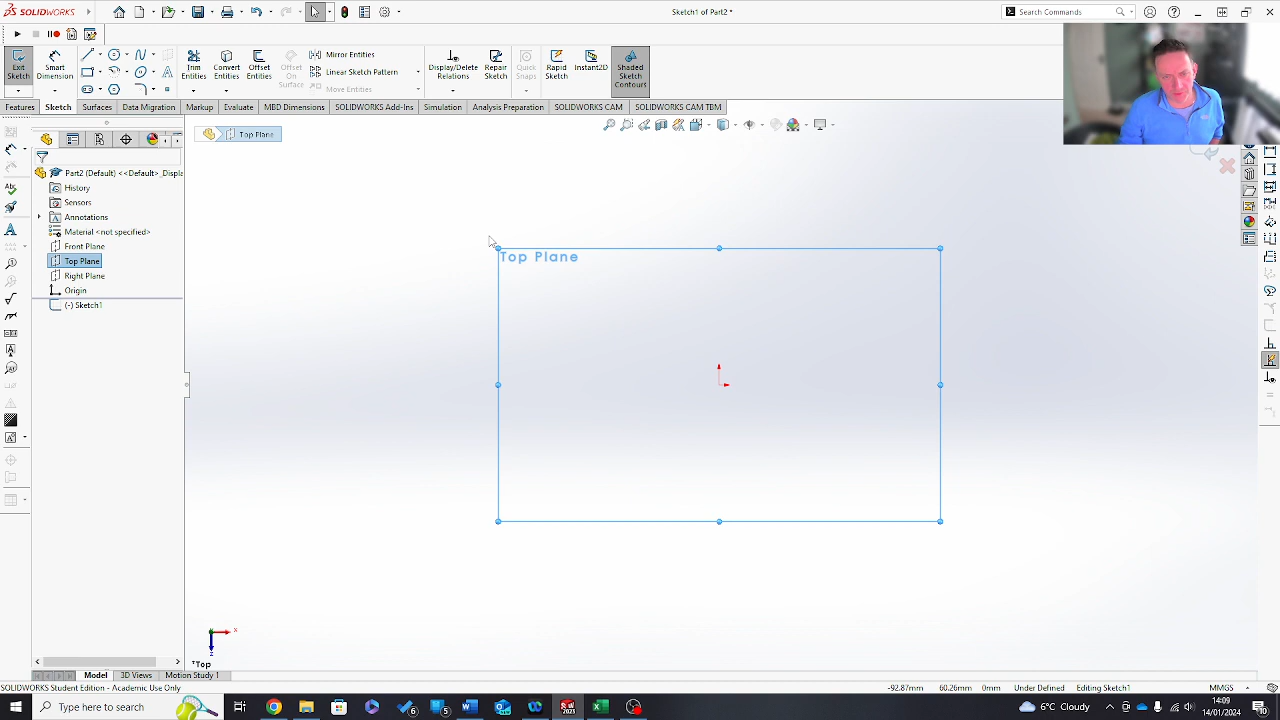 SOLIDWORKS
Sketch1 of Part2 *
Search Commands
Exit Sketch
Smart Dimension
Trim Entities
Convert Entities
Offset Entities
Offset On Surface
Mirror Entities
Linear Sketch Pattern
Move Entities
Display/Delete Relations
Repair Sketch
Quick Snaps
Rapid Sketch
Instant2D
Shaded Sketch Contours
Features
Sketch
Surfaces
Data Migration
Markup
Evaluate
MBD Dimensions
SOLIDWORKS Add-Ins
Simulation
Analysis Preparation
SOLIDWORKS CAM
SOLIDWORKS CAM TBM
Top Plane
Part2 (Default) <<Default>_Displa
History
Sensors
Annotations
Material <not specified>
Front Plane
Top Plane
Right Plane
Origin
(-) Sketch1
Top Plane
x
z
*Top
Model
3D Views
Motion Study 1
SOLIDWORKS Student Edition - Academic Use Only
-92.87mm
60.26mm
0mm
Under Defined
Editing Sketch1
MMGS
Type here to search
5°C Cloudy
14:09
14/01/2024